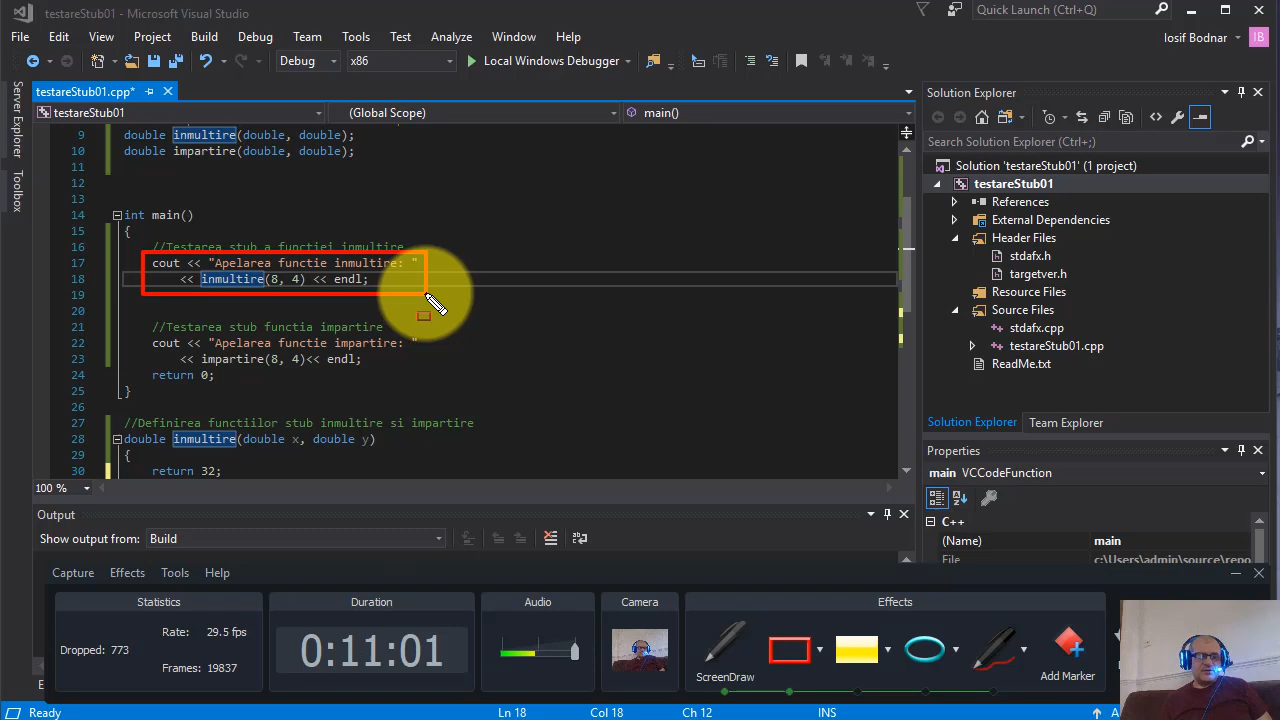 testareStub01 - Microsoft Visual Studio
Quick Launch (Ctrl+Q)
File Edit View Project Build Debug Team Tools Test Analyze Window Help
Iosif Bodnar IB
Debug x86 Local Windows Debugger
Server Explorer
Toolbox
testareStub01.cpp*
testareStub01 (Global Scope) main()
9 double inmultire(double, double);
10 double impartire(double, double);
11
12
13
14 int main()
15 {
16 //Testarea stub a functiei inmultire
17 cout << "Apelarea functie inmultire: "
18 << inmultire(8, 4) << endl;
19
20
21 //Testarea stub functia impartire
22 cout << "Apelarea functie impartire: "
23 << impartire(8, 4)<< endl;
24 return 0;
25 }
26
27 //Definirea functiilor stub inmultire si impartire
28 double inmultire(double x, double y)
29 {
30 return 32;
100 %
Output
Show output from: Build
Solution Explorer
Search Solution Explorer (Ctrl+;)
Solution 'testareStub01' (1 project)
testareStub01
References
External Dependencies
Header Files
stdafx.h
targetver.h
Resource Files
Source Files
stdafx.cpp
testareStub01.cpp
ReadMe.txt
Solution Explorer Team Explorer
Properties
main VCCodeFunction
C++
(Name) main
File c:\Users\admin\source\repo
Capture Effects Tools Help
Statistics
Rate: 29.5 fps
Dropped: 773
Frames: 19837
Duration
0:11:01
Audio
Camera
Effects
ScreenDraw
Add Marker
Ready Ln 18 Col 18 Ch 12 INS